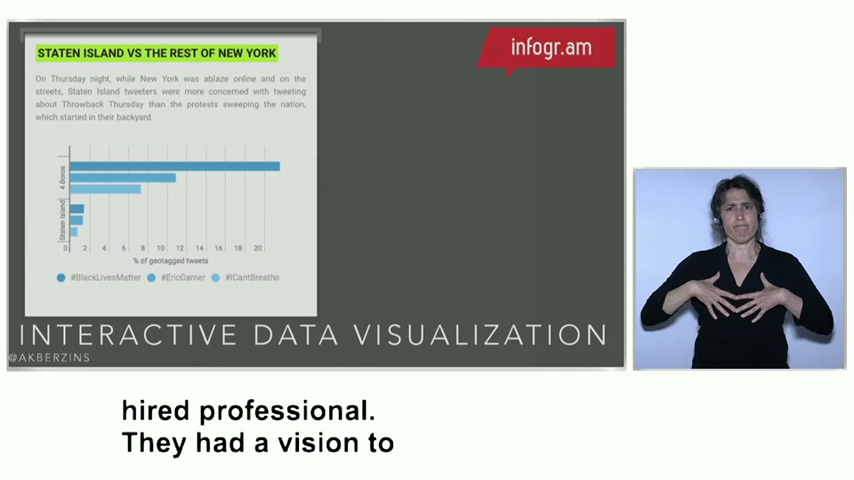 STATEN ISLAND VS THE REST OF NEW YORK
infogr.am
On Thursday night, while New York was ablaze online and on the
streets, Staten Island tweeters were more concerned with tweeting
about Throwback Thursday than the protests sweeping the nation,
which started in their backyard.
4 Boros
Staten Island
0 2 4 6 8 10 12 14 16 18 20
% of geotagged tweets
#BlackLivesMatter #EricGarner #ICantBreathe
INTERACTIVE DATA VISUALIZATION
@AKBERZINS
hired professional.
They had a vision to